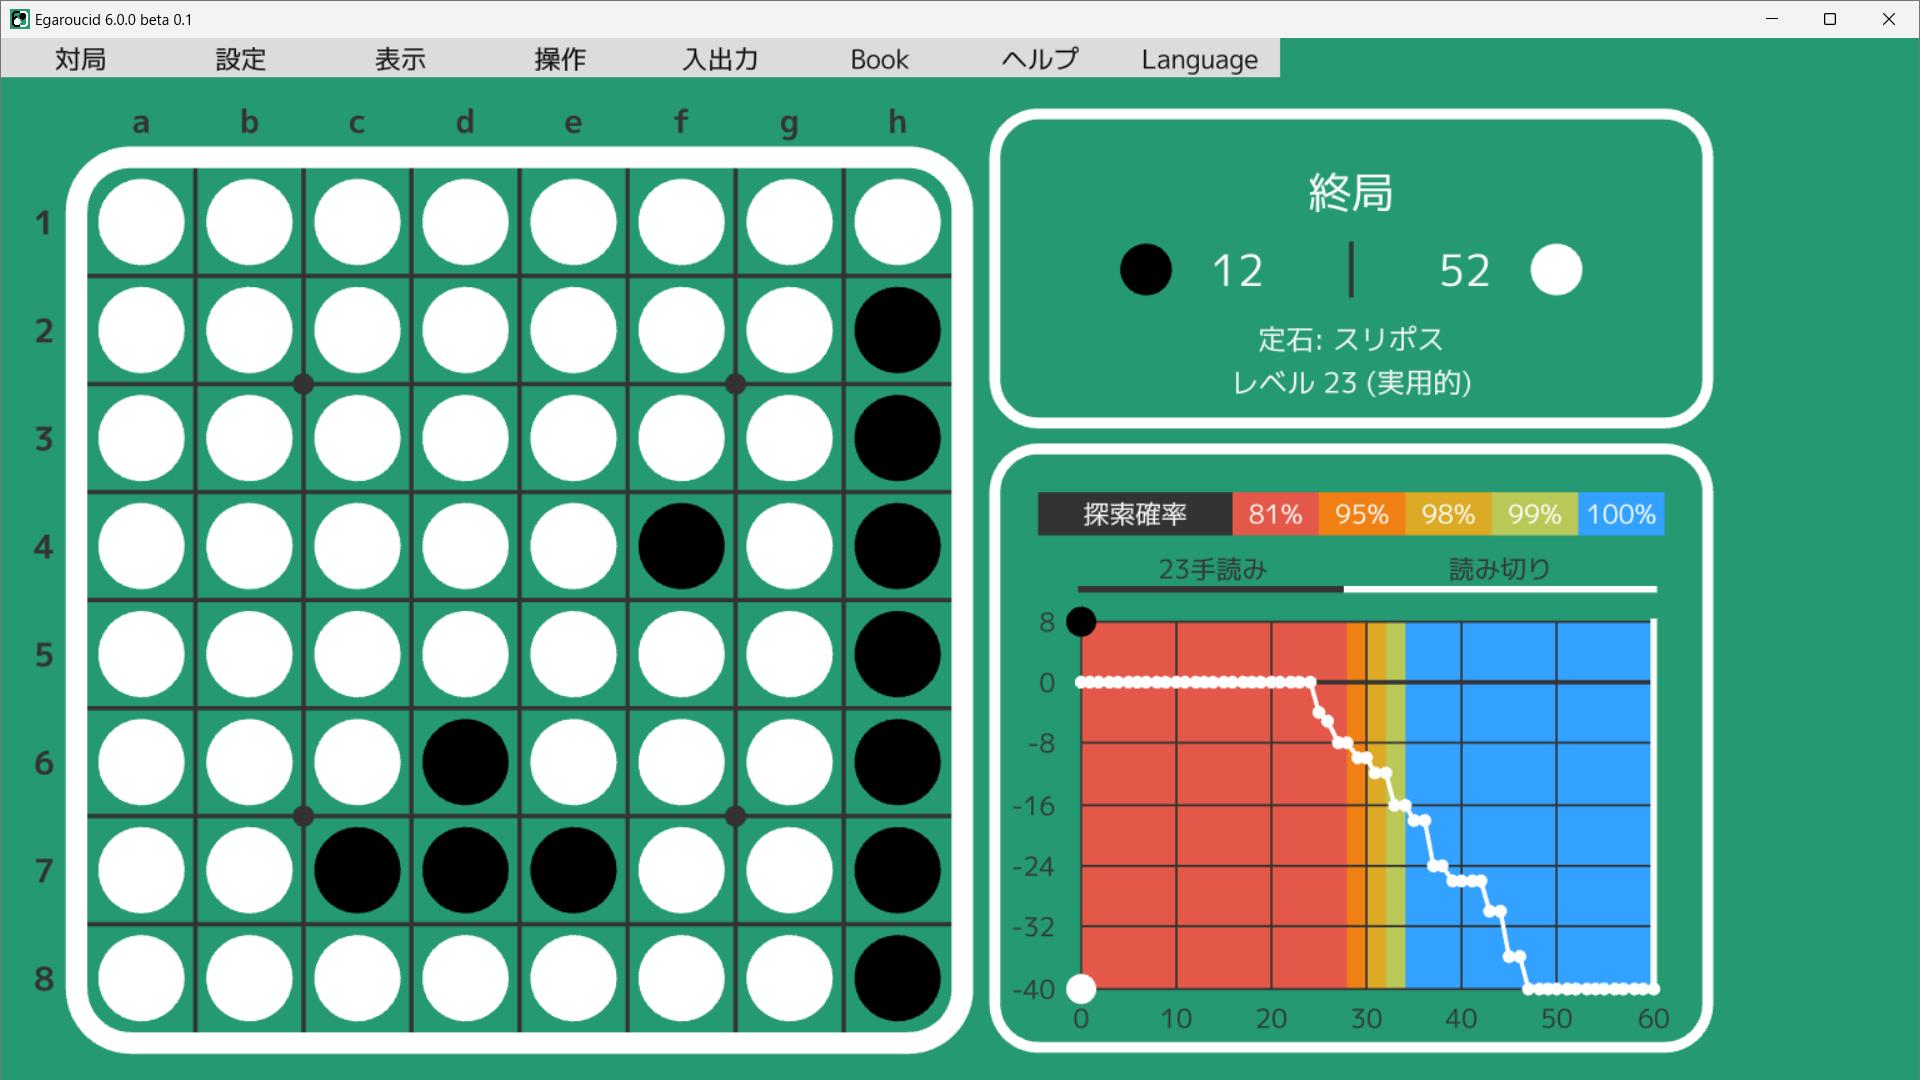 Egaroucid 6.0.0 beta 0.1
対局 設定 表示 操作 入出力 Book ヘルプ Language
a b c d e f g h
1
2
3
4
5
6
7
8
終局
12 52
定石: スリポス
レベル 23 (実用的)
探索確率 81% 95% 98% 99% 100%
23手読み 読み切り
8
0
-8
-16
-24
-32
-40
0 10 20 30 40 50 60